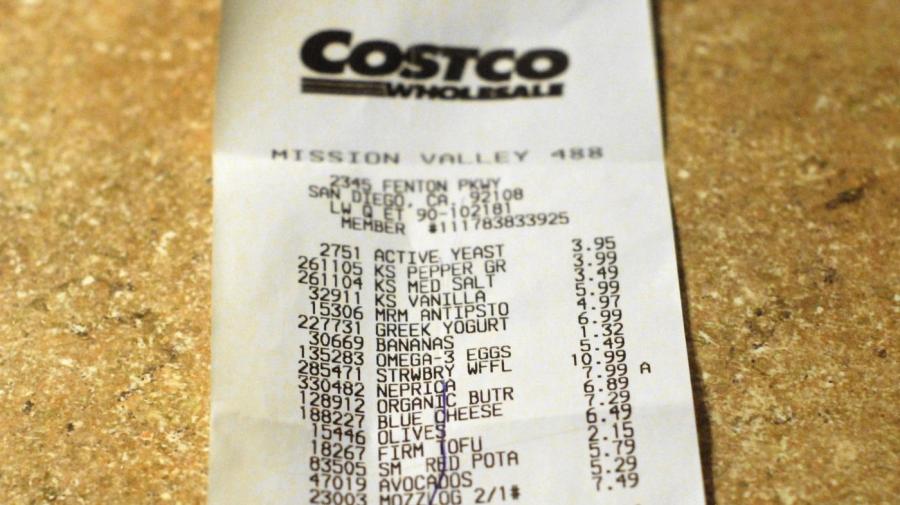 COSTCO
WHOLESALE
MISSION VALLEY 488
2345 FENTON PKWY
SAN DIEGO, CA. 92108
LW Q ET 90-102181
MEMBER #111783833925
2751 ACTIVE YEAST 3.95
261105 KS PEPPER GR 3.99
261104 KS MED SALT 3.49
32911 KS VANILLA 5.99
15306 MRM ANTIPSTO 4.97
227731 GREEK YOGURT 6.99
30669 BANANAS 1.32
135283 OMEGA-3 EGGS 5.49
285471 STRWBRY WFFL 10.99
330482 NEPRICA 7.99 A
128912 ORGANIC BUTR 6.89
188227 BLUE CHEESE 7.29
15446 OLIVES 6.49
18267 FIRM TOFU 2.15
83505 SM RED POTA 5.79
47019 AVOCADOS 5.29
23003 MOZZ LOG 2/1# 7.49